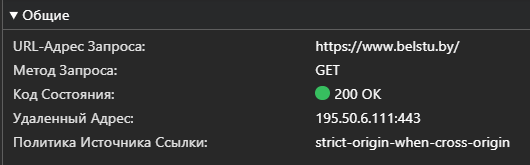 Общие
URL-Адрес Запроса: https://www.belstu.by/
Метод Запроса: GET
Код Состояния: 200 OK
Удаленный Адрес: 195.50.6.111:443
Политика Источника Ссылки: strict-origin-when-cross-origin